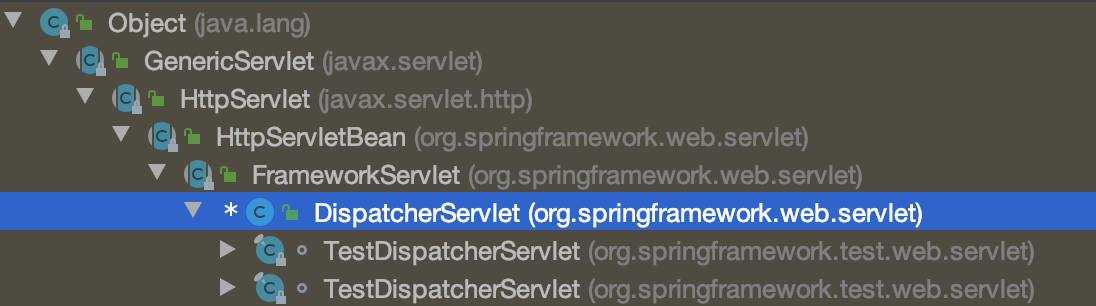 Object (java.lang)
GenericServlet (javax.servlet)
HttpServlet (javax.servlet.http)
HttpServletBean (org.springframework.web.servlet)
FrameworkServlet (org.springframework.web.servlet)
* DispatcherServlet (org.springframework.web.servlet)
TestDispatcherServlet (org.springframework.test.web.servlet)
TestDispatcherServlet (org.springframework.test.web.servlet)